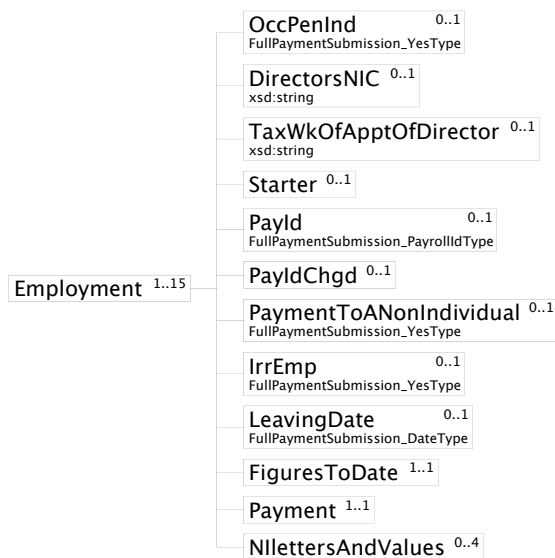 OccPenInd 0..1
FullPaymentSubmission_YesType
DirectorsNIC 0..1
xsd:string
TaxWkOfApptOfDirector 0..1
xsd:string
Starter 0..1
PayId 0..1
FullPaymentSubmission_PayrollIdType
Employment 1..15
PayIdChgd 0..1
PaymentToANonIndividual 0..1
FullPaymentSubmission_YesType
IrrEmp 0..1
FullPaymentSubmission_YesType
LeavingDate 0..1
FullPaymentSubmission_DateType
FiguresToDate 1..1
Payment 1..1
NIlettersAndValues 0..4